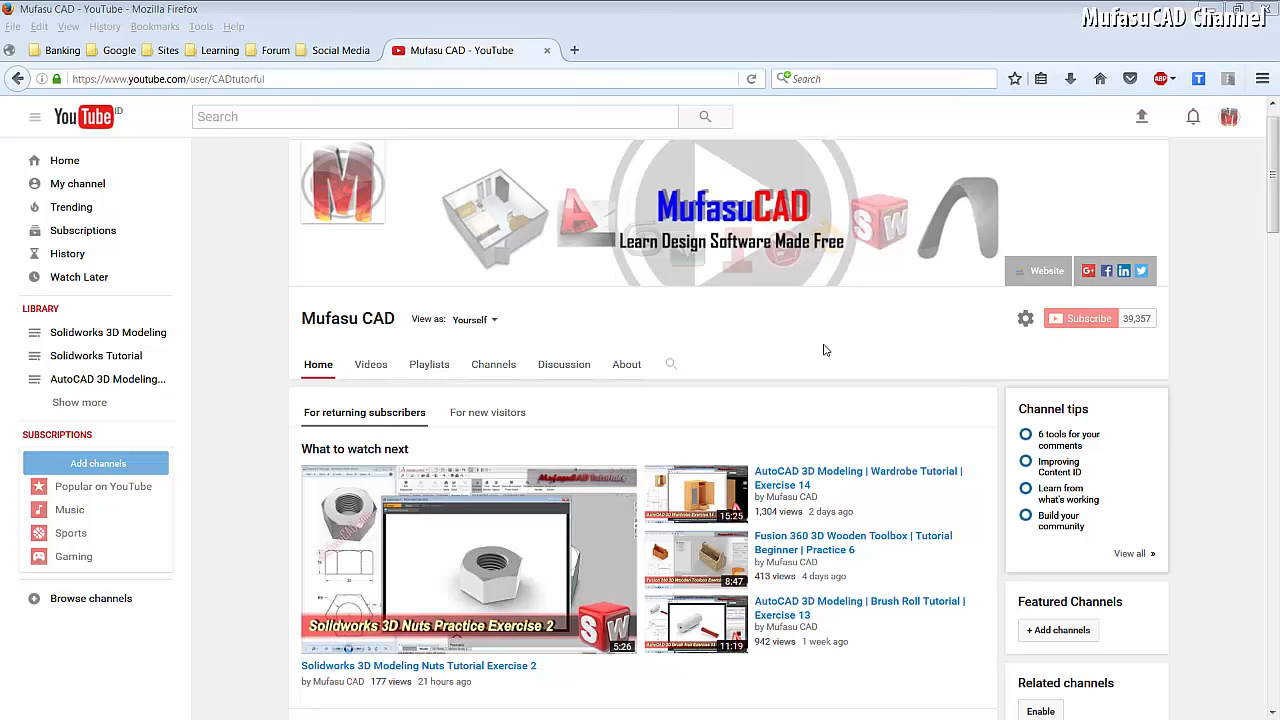 Mufasu CAD - YouTube - Mozilla Firefox
MufasuCAD Channel
File Edit View History Bookmarks Tools Help
Banking Google Sites Learning Forum Social Media Mufasu CAD - YouTube
https://www.youtube.com/user/CADtutorful Search ABP T
YouTube ID Search
Home
My channel
Trending
Subscriptions
History
Watch Later
LIBRARY
Solidworks 3D Modeling
Solidworks Tutorial
AutoCAD 3D Modeling...
Show more
SUBSCRIPTIONS
Add channels
Popular on YouTube
Music
Sports
Gaming
Browse channels
M
A
SW
MufasuCAD
Learn Design Software Made Free
Website
Mufasu CAD View as: Yourself
Subscribe 39,357
Home Videos Playlists Channels Discussion About
For returning subscribers For new visitors
What to watch next
Solidworks 3D Nuts Practice Exercise 2
SW
5:26
Solidworks 3D Modeling Nuts Tutorial Exercise 2
by Mufasu CAD 177 views 21 hours ago
15:25
AutoCAD 3D Modeling | Wardrobe Tutorial |
Exercise 14
by Mufasu CAD
1,304 views 2 days ago
8:47
Fusion 360 3D Wooden Toolbox | Tutorial
Beginner | Practice 6
by Mufasu CAD
413 views 4 days ago
11:19
AutoCAD 3D Modeling | Brush Roll Tutorial |
Exercise 13
by Mufasu CAD
942 views 1 week ago
Channel tips
6 tools for your
comments
Improving
Content ID
Learn from
what's working
Build your
community
View all »
Featured Channels
+ Add channels
Related channels
Enable